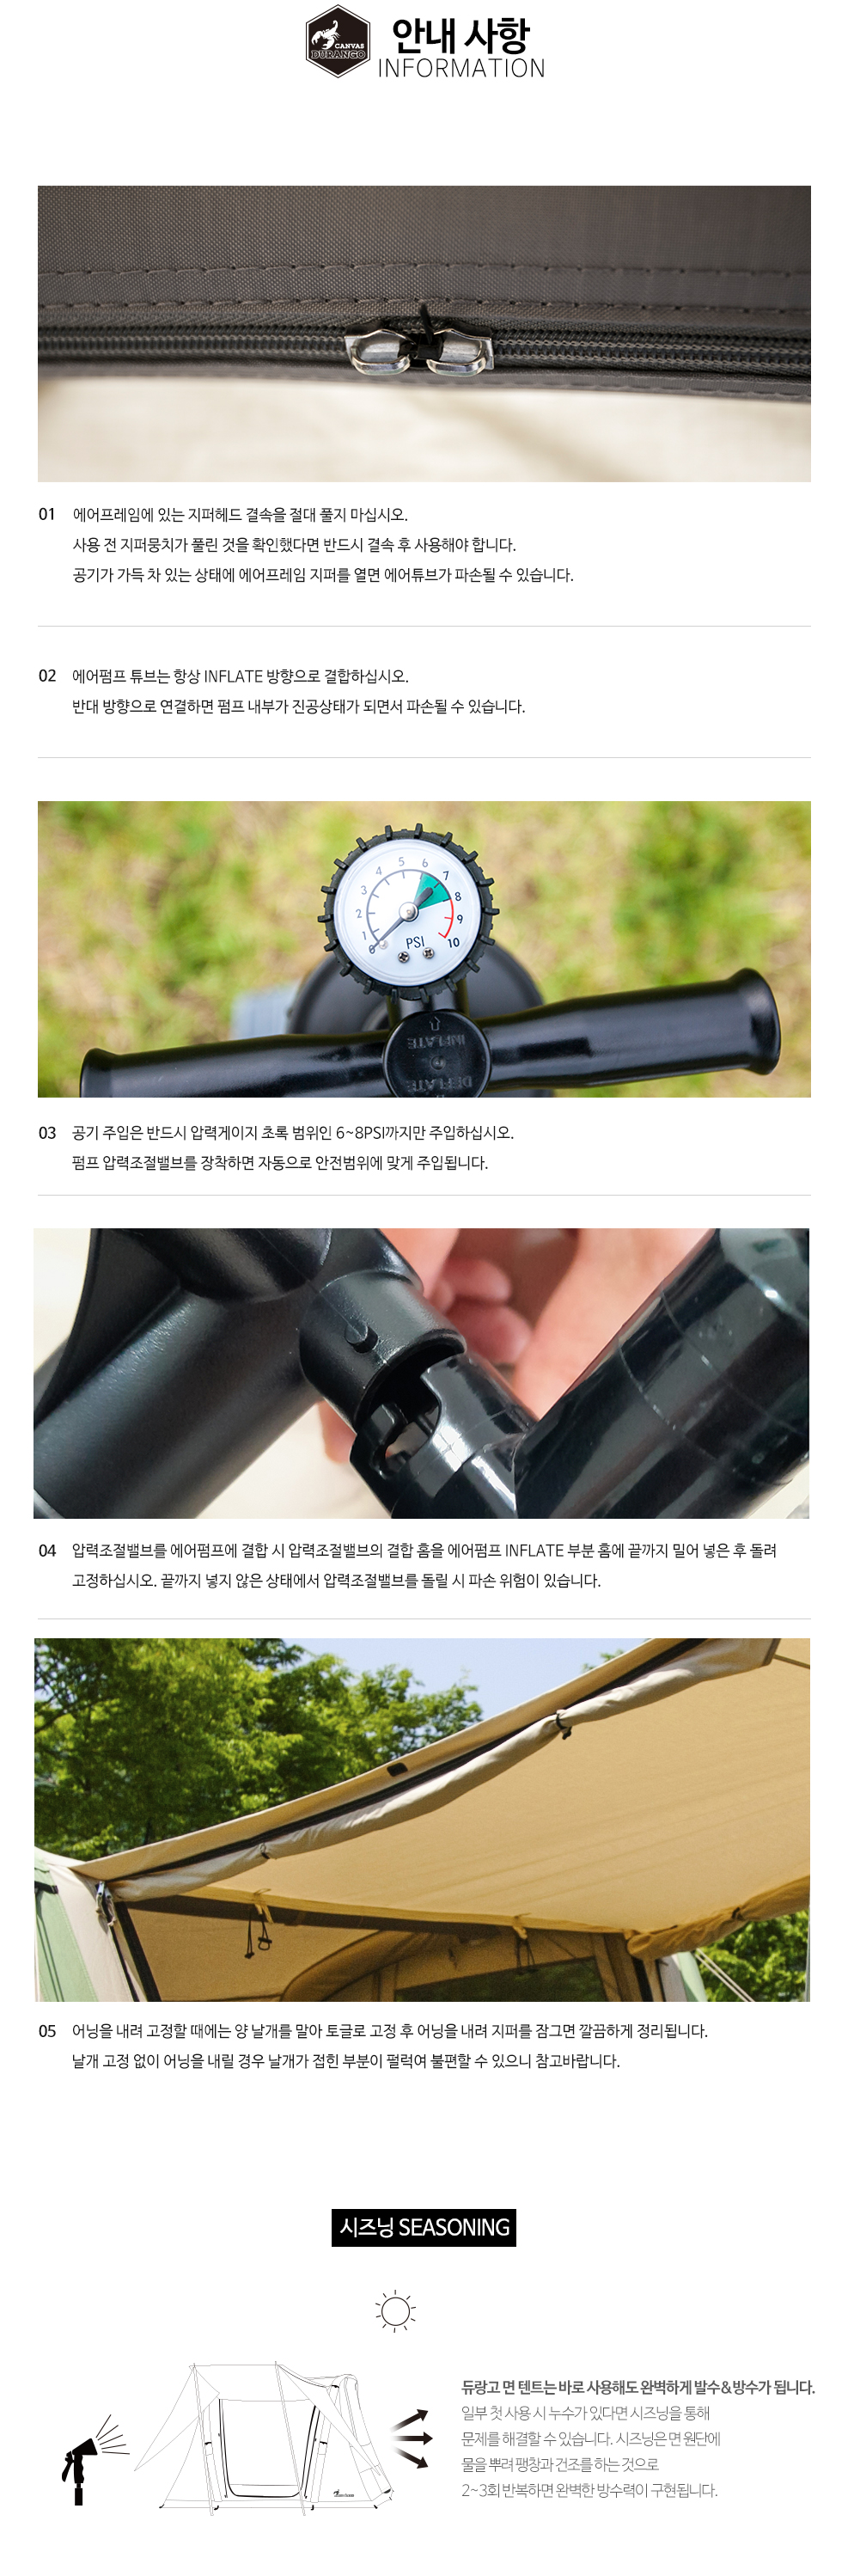 CANVAS
DURANGO
안내 사항
INFORMATION
01 에어프레임에 있는 지퍼헤드 결속을 절대 풀지 마십시오.
사용 전 지퍼뭉치가 풀린 것을 확인했다면 반드시 결속 후 사용해야 합니다.
공기가 가득 차 있는 상태에 에어프레임 지퍼를 열면 에어튜브가 파손될 수 있습니다.
02 에어펌프 튜브는 항상 INFLATE 방향으로 결합하십시오.
반대 방향으로 연결하면 펌프 내부가 진공상태가 되면서 파손될 수 있습니다.
0 1 2 3 4 5 6 7 8 9 10
PSI
INFLATE
DEFLATE
03 공기 주입은 반드시 압력게이지 초록 범위인 6~8PSI까지만 주입하십시오.
펌프 압력조절밸브를 장착하면 자동으로 안전범위에 맞게 주입됩니다.
04 압력조절밸브를 에어펌프에 결합 시 압력조절밸브의 결합 홈을 에어펌프 INFLATE 부분 홈에 끝까지 밀어 넣은 후 돌려
고정하십시오. 끝까지 넣지 않은 상태에서 압력조절밸브를 돌릴 시 파손 위험이 있습니다.
05 어닝을 내려 고정할 때에는 양 날개를 말아 토글로 고정 후 어닝을 내려 지퍼를 잠그면 깔끔하게 정리됩니다.
날개 고정 없이 어닝을 내릴 경우 날개가 접힌 부분이 펄럭여 불편할 수 있으니 참고바랍니다.
시즈닝 SEASONING
듀랑고 면 텐트는 바로 사용해도 완벽하게 발수&방수가 됩니다.
일부 첫 사용 시 누수가 있다면 시즈닝을 통해
문제를 해결할 수 있습니다. 시즈닝은 면 원단에
물을 뿌려 팽창과 건조를 하는 것으로
2~3회 반복하면 완벽한 방수력이 구현됩니다.